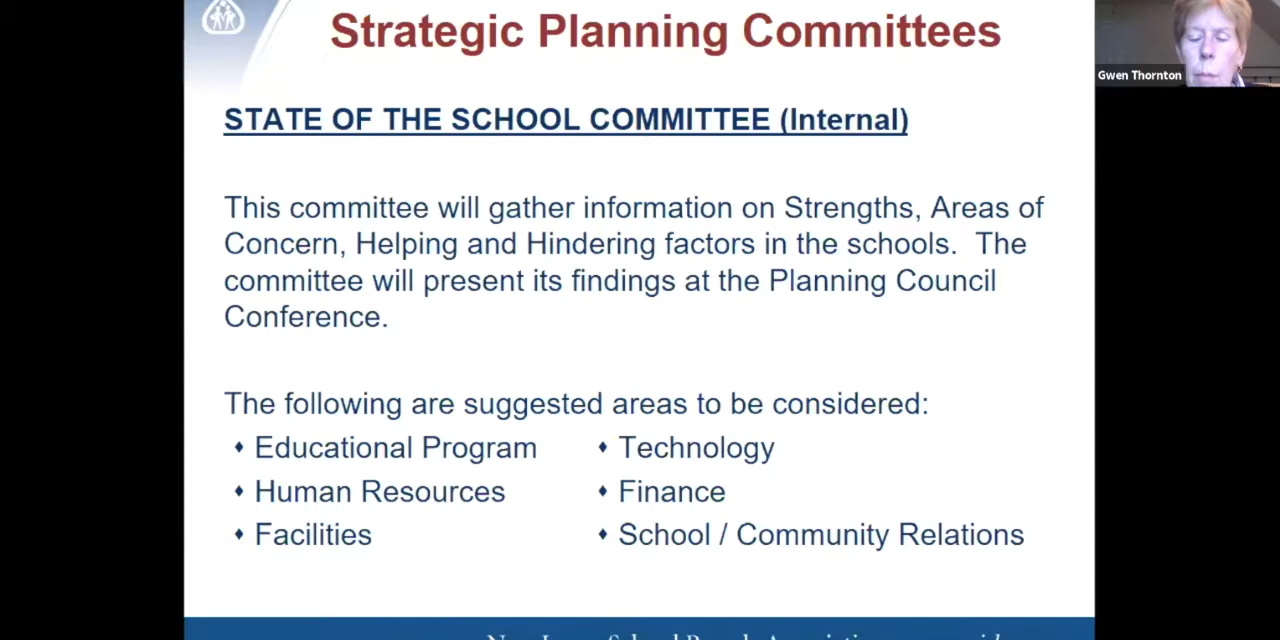 Strategic Planning Committees
Gwen Thornton
STATE OF THE SCHOOL COMMITTEE (Internal)
This committee will gather information on Strengths, Areas of
Concern, Helping and Hindering factors in the schools. The
committee will present its findings at the Planning Council
Conference.
The following are suggested areas to be considered:
♦ Educational Program
♦ Technology
♦ Human Resources
♦ Finance
♦ Facilities
♦ School / Community Relations